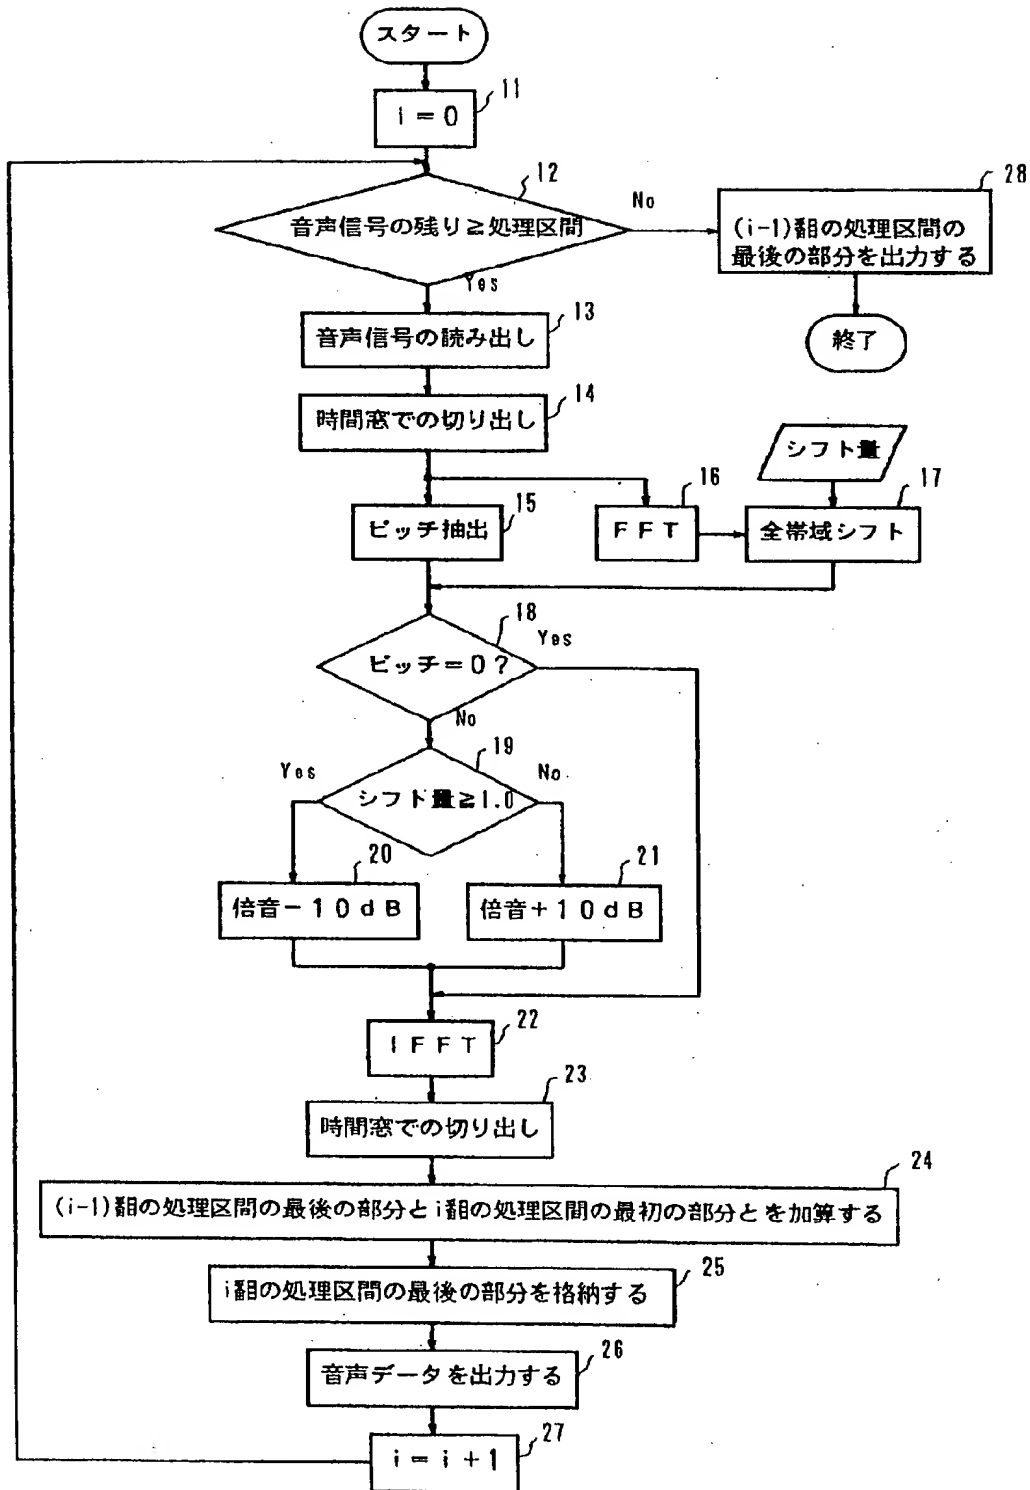 スタート
11
i = 0
12
音声信号の残り≧処理区間
No
28
(i-1)番目の処理区間の
最後の部分を出力する
終了
Yes
13
音声信号の読み出し
14
時間窓での切り出し
シフト量
15
ピッチ抽出
16
FFT
17
全帯域シフト
18
ピッチ=0?
Yes
No
19
Yes
シフト量≧1.0
No
20
倍音-10dB
21
倍音+10dB
22
IFFT
23
時間窓での切り出し
24
(i-1)番目の処理区間の最後の部分とi番目の処理区間の最初の部分とを加算する
25
i番目の処理区間の最後の部分を格納する
26
音声データを出力する
27
i = i + 1